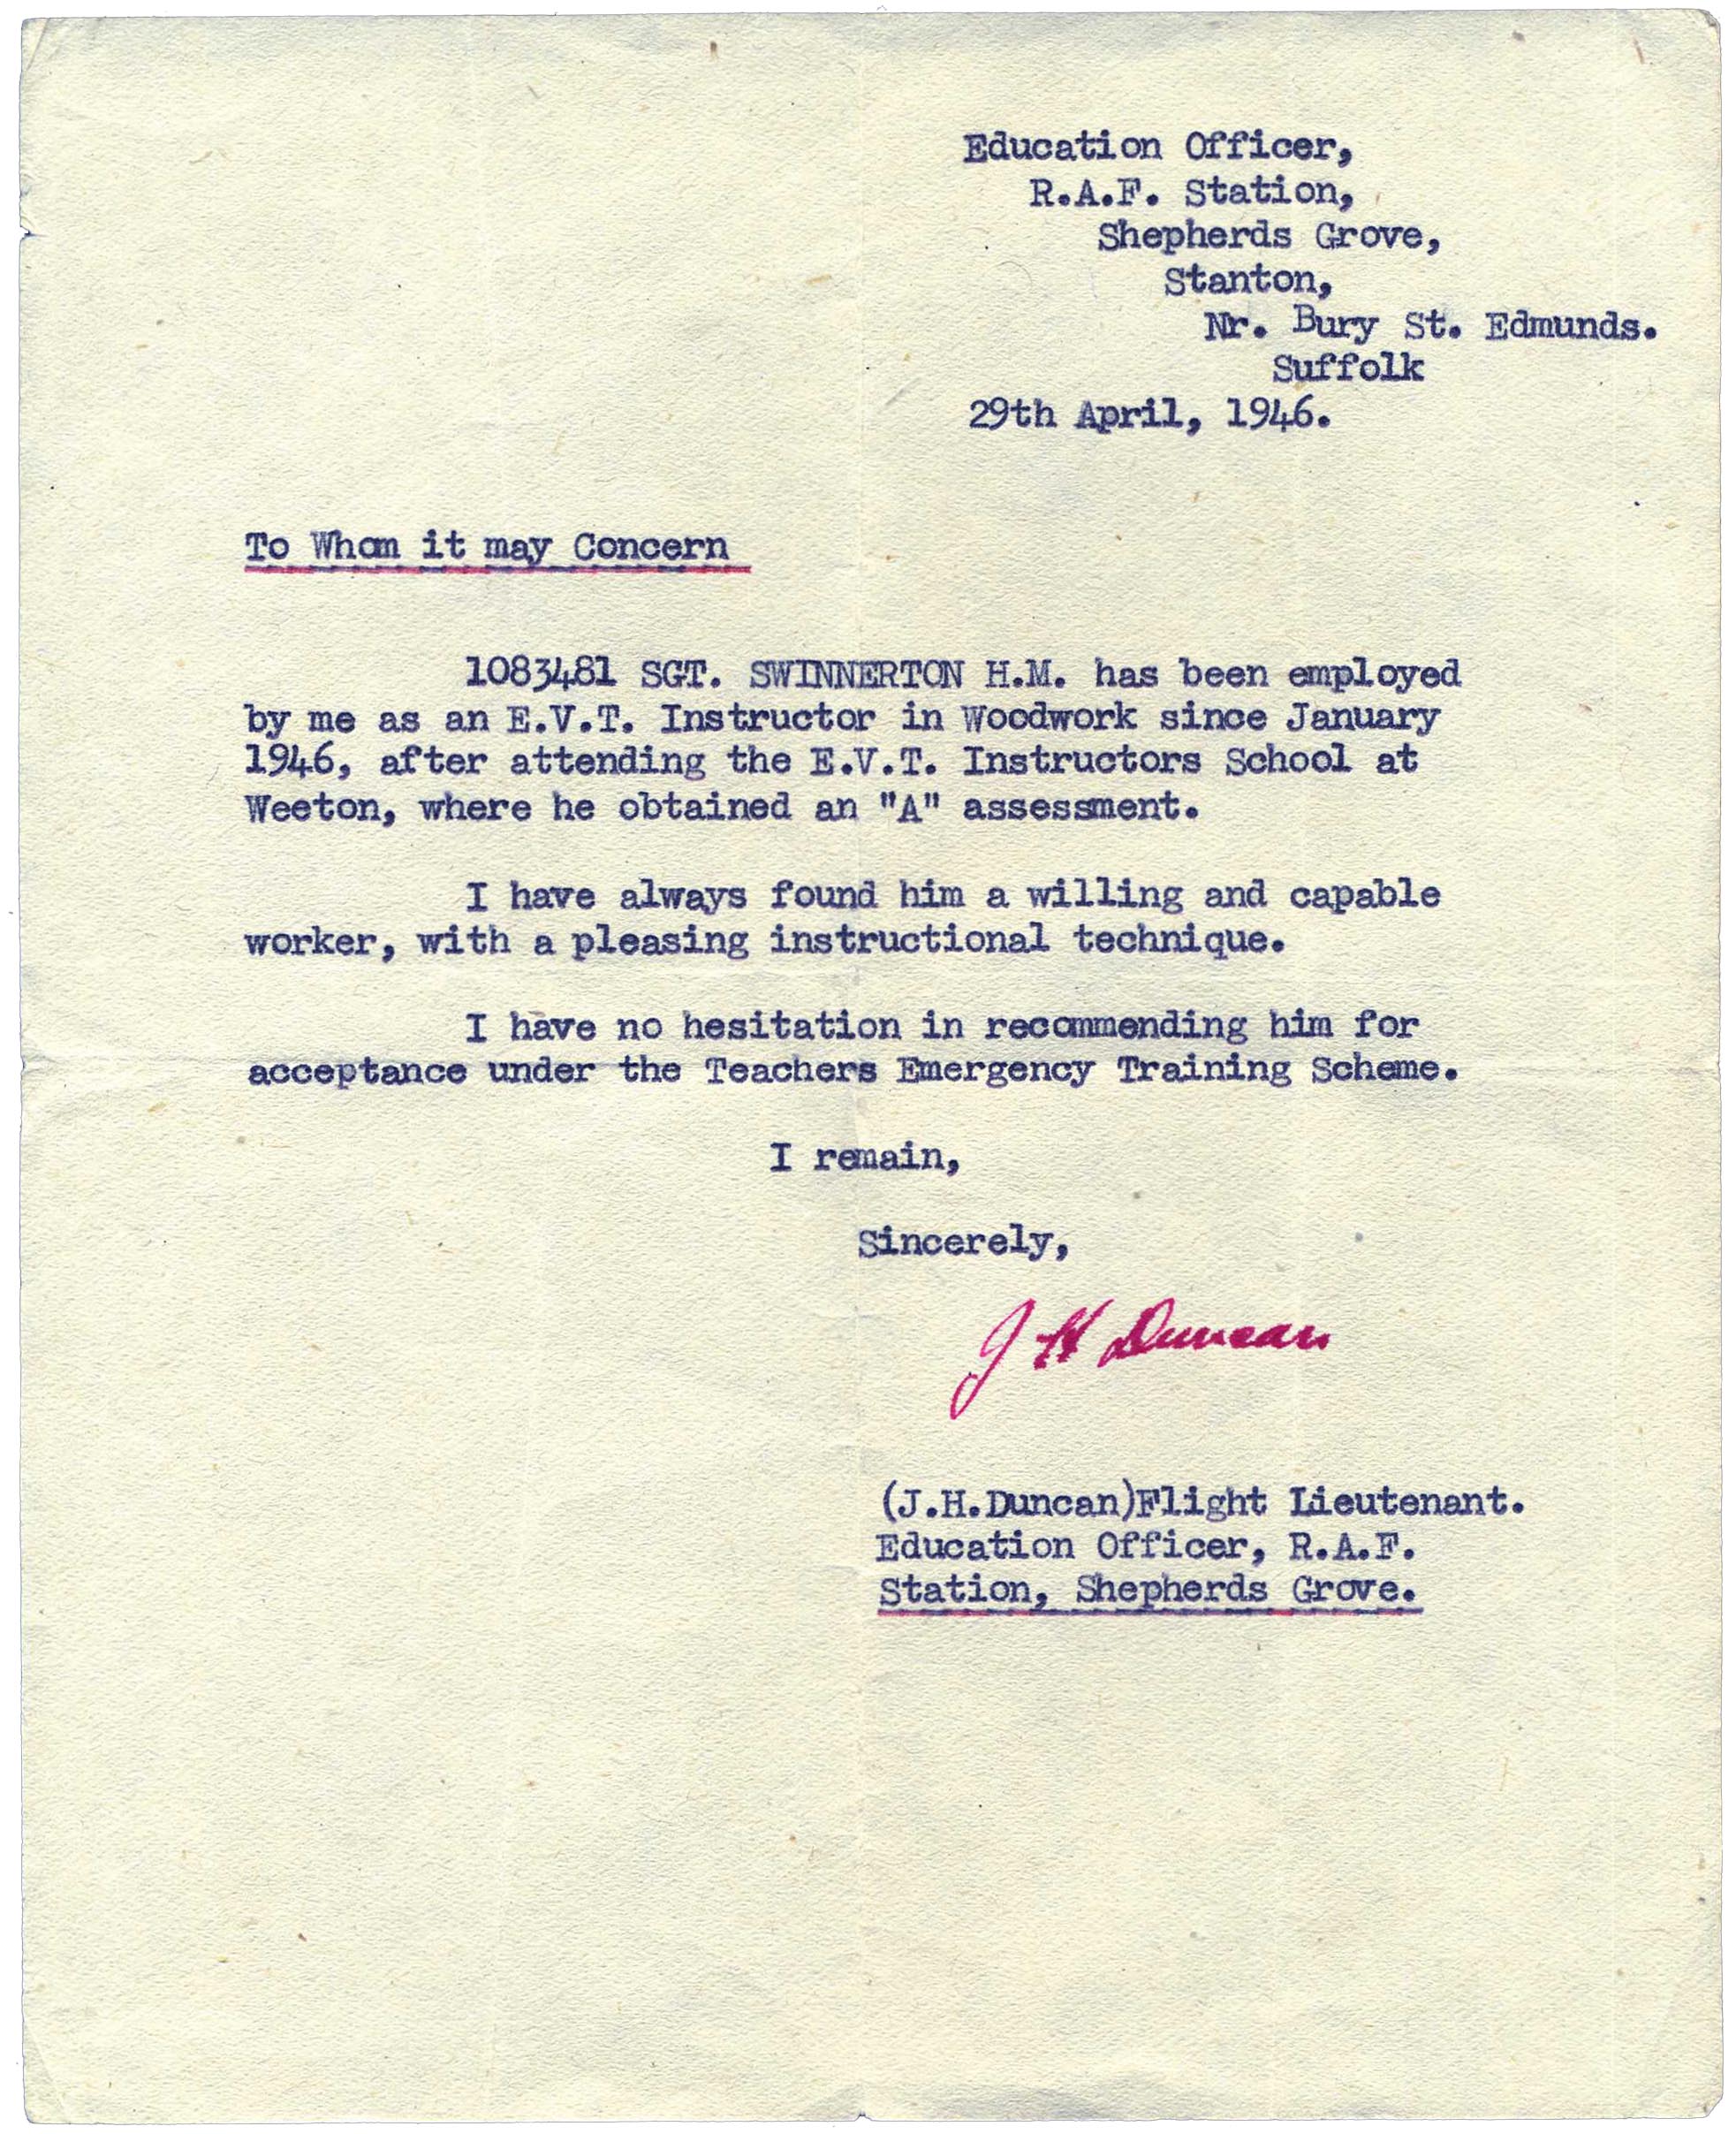 Education Officer,
R.A.F. Station,
Shepherds Grove,
Stanton,
Nr. Bury St. Edmunds.
Suffolk
29th April, 1946.
To Whom it may Concern
1083481 SGT. SWINNERTON H.M. has been employed
by me as an E.V.T. Instructor in Woodwork since January
1946, after attending the E.V.T. Instructors School at
Weeton, where he obtained an "A" assessment.
I have always found him a willing and capable
worker, with a pleasing instructional technique.
I have no hesitation in recommending him for
acceptance under the Teachers Emergency Training Scheme.
I remain,
Sincerely,
J H Duncan
(J.H.Duncan)Flight Lieutenant.
Education Officer, R.A.F.
Station, Shepherds Grove.